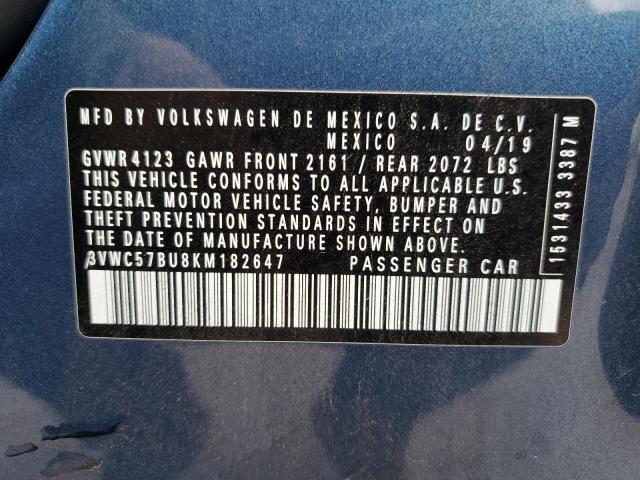 MFD BY VOLKSWAGEN DE MEXICO S.A. DE C.V.
MEXICO 04/19
GVWR4123 GAWR FRONT 2161 / REAR 2072 LBS
THIS VEHICLE CONFORMS TO ALL APPLICABLE U.S.
FEDERAL MOTOR VEHICLE SAFETY, BUMPER AND
THEFT PREVENTION STANDARDS IN EFFECT ON
THE DATE OF MANUFACTURE SHOWN ABOVE.
3VWC57BU8KM182647 PASSENGER CAR
1531433 3387 M